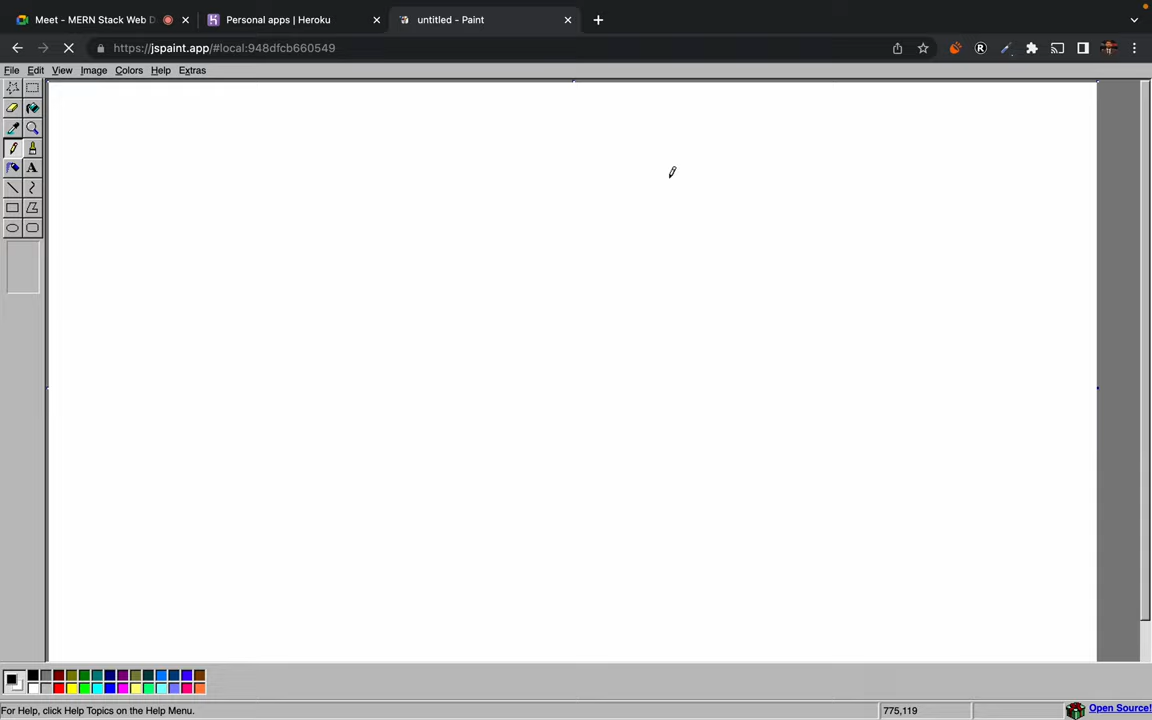 Meet - MERN Stack Web D
Personal apps | Heroku
untitled - Paint
https://jspaint.app/#local:948dfcb660549
File Edit View Image Colors Help Extras
A
For Help, click Help Topics on the Help Menu.
775,119
Open Source!